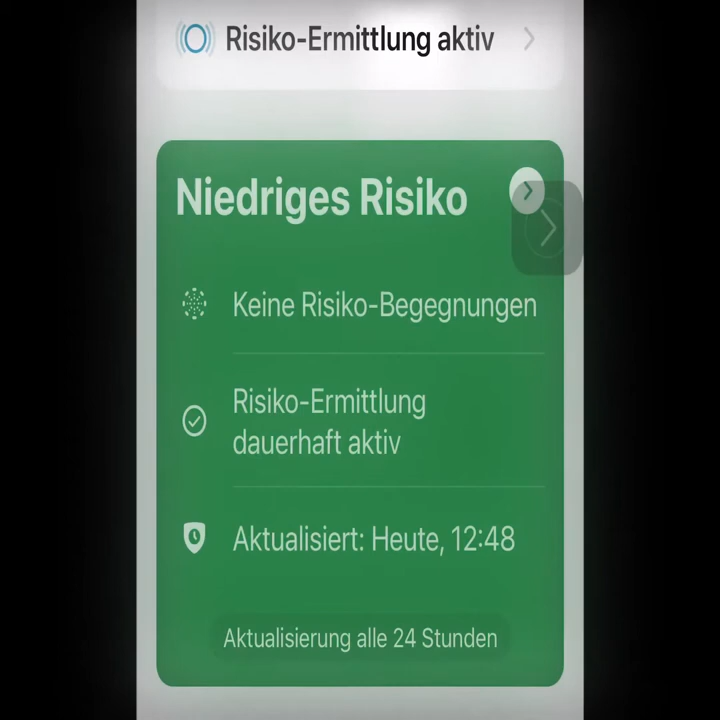 Risiko-Ermittlung aktiv
Niedriges Risiko
Keine Risiko-Begegnungen
Risiko-Ermittlung
dauerhaft aktiv
Aktualisiert: Heute, 12:48
Aktualisierung alle 24 Stunden